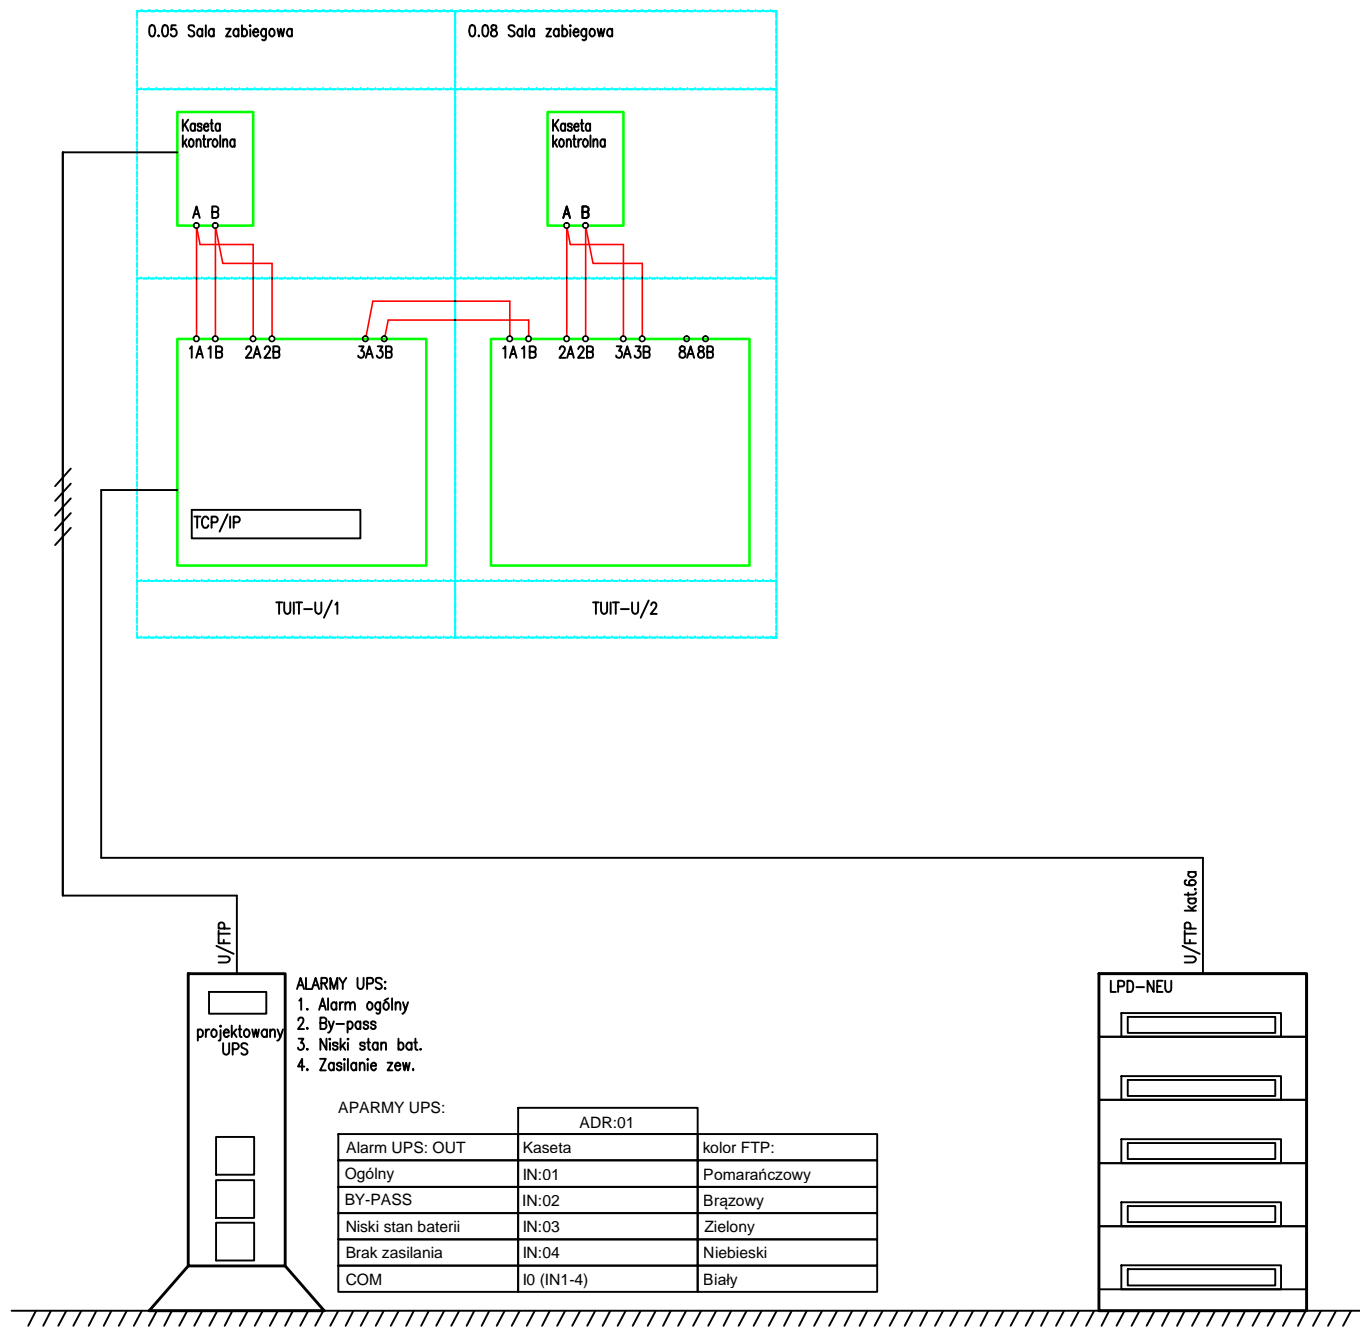 0.05 Sala zabiegowa
0.08 Sala zabiegowa
Kaseta
kontrolna
A B
Kaseta
kontrolna
A B
1A 1B 2A 2B 3A 3B
1A 1B 2A 2B 3A 3B 8A 8B
TCP/IP
TUIT-U/1
TUIT-U/2
U/FTP
U/FTP kat.6a
projektowany
UPS
ALARMY UPS:
1. Alarm ogólny
2. By-pass
3. Niski stan bat.
4. Zasilanie zew.
LPD-NEU
APARMY UPS:
ADR:01
Alarm UPS: OUT Kaseta kolor FTP:
Ogólny IN:01 Pomarańczowy
BY-PASS IN:02 Brązowy
Niski stan baterii IN:03 Zielony
Brak zasilania IN:04 Niebieski
COM I0 (IN1-4) Biały